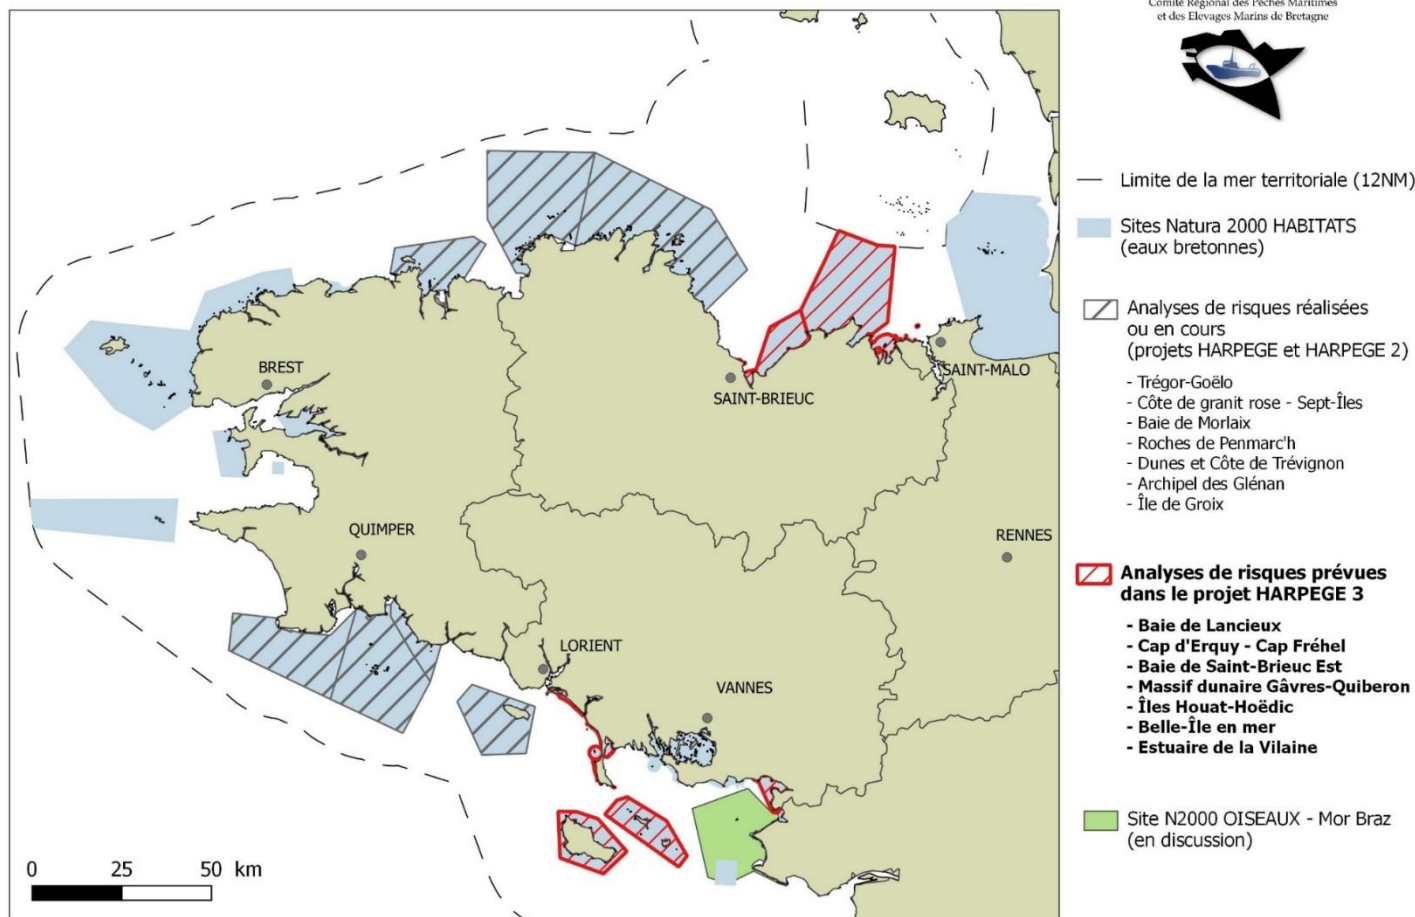 Comité Régional des Pêches Maritimes
et des Elevages Marins de Bretagne
Limite de la mer territoriale (12NM)
Sites Natura 2000 HABITATS
(eaux bretonnes)
Analyses de risques réalisées
ou en cours
(projets HARPEGE et HARPEGE 2)
- Trégor-Goëlo
- Côte de granit rose - Sept-Îles
- Baie de Morlaix
- Roches de Penmarc'h
- Dunes et Côte de Trévignon
- Archipel des Glénan
- Île de Groix
Analyses de risques prévues
dans le projet HARPEGE 3
- Baie de Lancieux
- Cap d'Erquy - Cap Fréhel
- Baie de Saint-Brieuc Est
- Massif dunaire Gâvres-Quiberon
- Îles Houat-Hoëdic
- Belle-Île en mer
- Estuaire de la Vilaine
Site N2000 OISEAUX - Mor Braz
(en discussion)
BREST
SAINT-BRIEUC
SAINT-MALO
QUIMPER
RENNES
LORIENT
VANNES
0 25 50 km